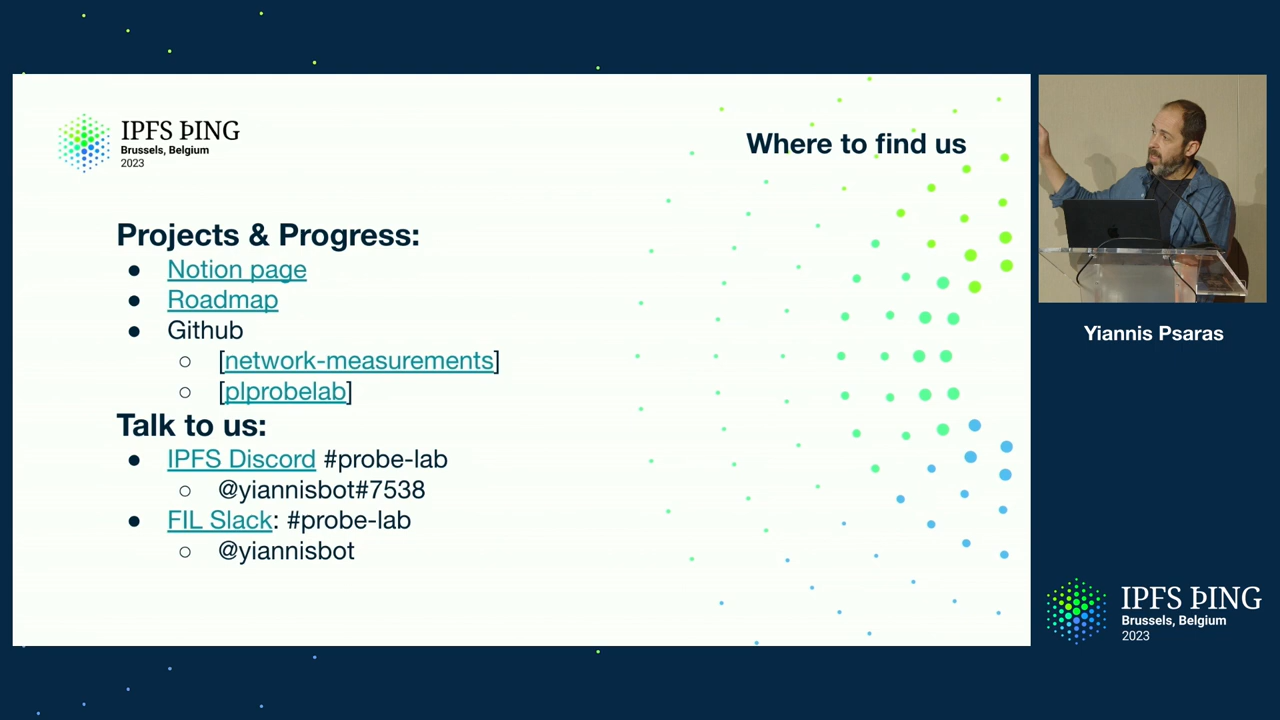 IPFS ÞING
Brussels, Belgium
2023
Where to find us
Projects & Progress:
● Notion page
● Roadmap
● Github
○ [network-measurements]
○ [plprobelab]
Talk to us:
● IPFS Discord #probe-lab
○ @yiannisbot#7538
● FIL Slack: #probe-lab
○ @yiannisbot
Yiannis Psaras
IPFS ÞING
Brussels, Belgium
2023